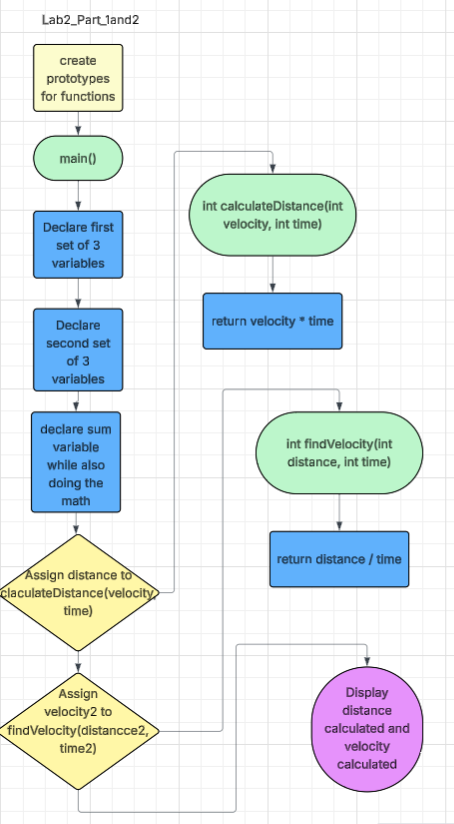 Lab2_Part_1and2
create
prototypes
for functions
main()
Declare first
set of 3
variables
Declare
second set
of 3
variables
declare sum
variable
while also
doing the
math
Assign distance to
claculateDistance(velocity,
time)
Assign
velocity2 to
findVelocity(distancce2,
time2)
int calculateDistance(int
velocity, int time)
return velocity * time
int findVelocity(int
distance, int time)
return distance / time
Display
distance
calculated and
velocity
calculated